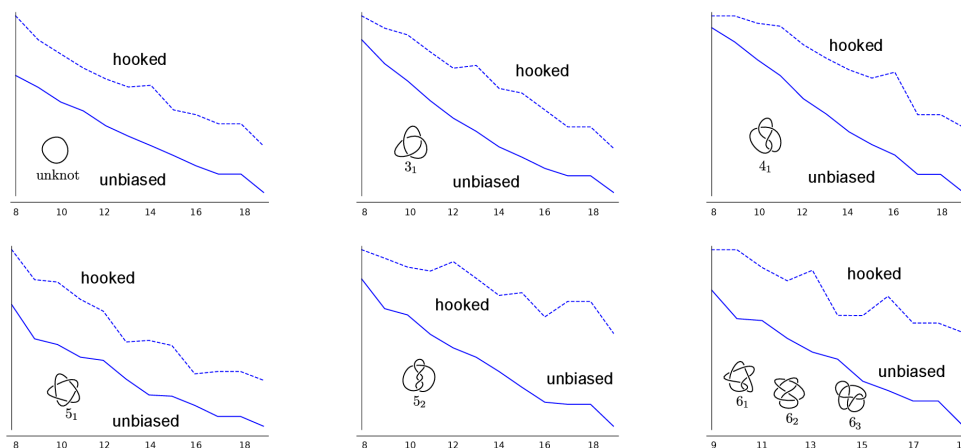 hooked
unknot
unbiased
8 10 12 14 16 18
hooked
3₁
unbiased
8 10 12 14 16 18
hooked
4₁
unbiased
8 10 12 14 16 18
hooked
5₁
unbiased
8 10 12 14 16 18
hooked
5₂
unbiased
8 10 12 14 16 18
hooked
unbiased
6₁ 6₂ 6₃
9 11 13 15 17